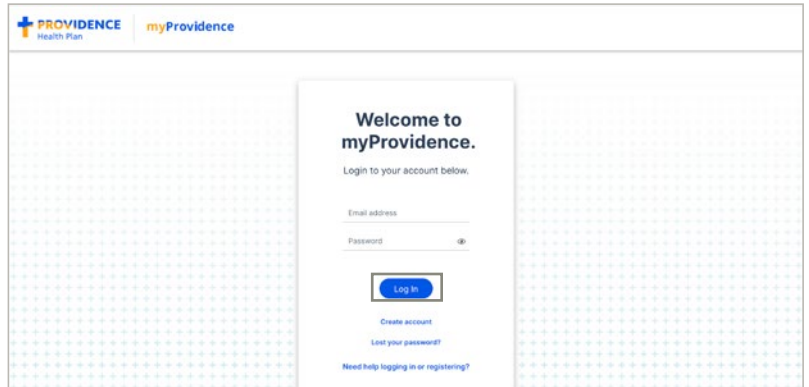 PROVIDENCE
Health Plan
myProvidence
Welcome to
myProvidence.
Login to your account below.
Email address
Password
Log In
Create account
Lost your password?
Need help logging in or registering?